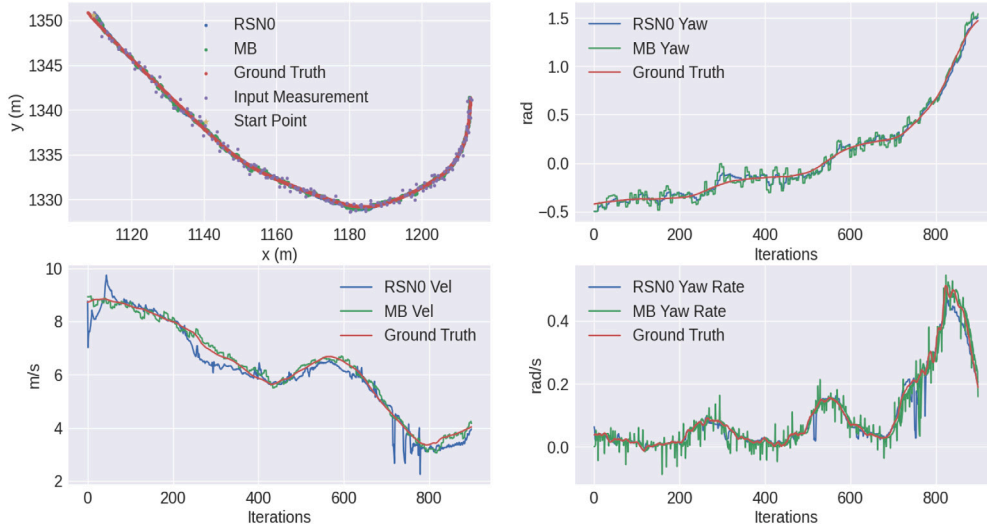 1350
1345
1340
1335
1330
y (m)
RSN0
MB
Ground Truth
Input Measurement
Start Point
1120
1140
1160
1180
1200
x (m)
1.5
1.0
0.5
0.0
−0.5
rad
RSN0 Yaw
MB Yaw
Ground Truth
0
200
400
600
800
Iterations
10
8
6
4
2
m/s
RSN0 Vel
MB Vel
Ground Truth
0
200
400
600
800
Iterations
0.4
0.2
0.0
rad/s
RSN0 Yaw Rate
MB Yaw Rate
Ground Truth
0
200
400
600
800
Iterations